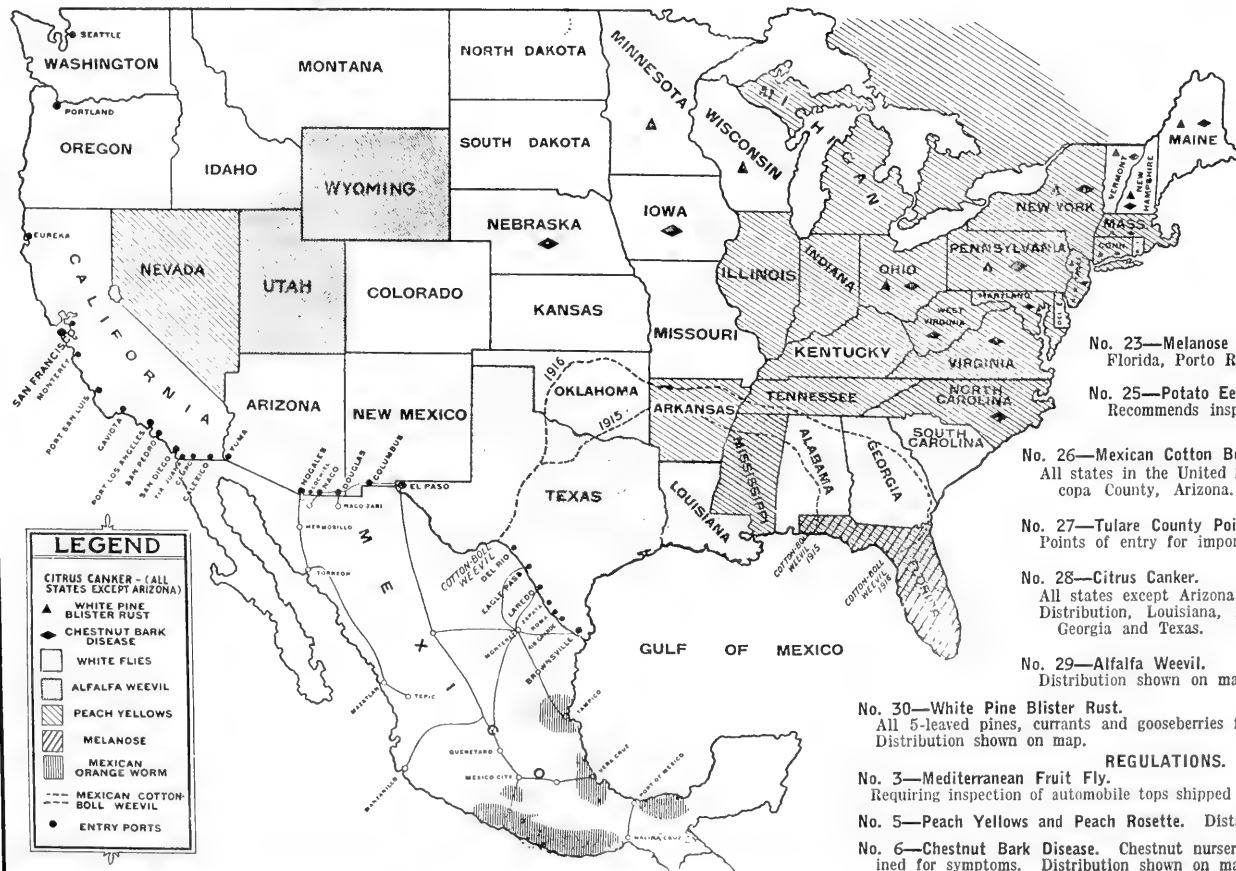 SEATTLE
WASHINGTON
PORTLAND
OREGON
IDAHO
MONTANA
WYOMING
NORTH DAKOTA
SOUTH DAKOTA
NEBRASKA
MINNESOTA
WISCONSIN
MICHIGAN
IOWA
MAINE
VERMONT
NEW HAMPSHIRE
MASS.
CONN.
NEW YORK
PENNSYLVANIA
MARYLAND
DEL.
OHIO
INDIANA
ILLINOIS
WEST VIRGINIA
VIRGINIA
KENTUCKY
TENNESSEE
NORTH CAROLINA
SOUTH CAROLINA
EUREKA
CALIFORNIA
NEVADA
UTAH
COLORADO
KANSAS
MISSOURI
ARIZONA
NEW MEXICO
OKLAHOMA
ARKANSAS
TEXAS
LOUISIANA
MISSISSIPPI
ALABAMA
GEORGIA
FLORIDA
1916
1915
SAN FRANCISCO
MONTEREY
PORT SAN LUIS
GAVIOTA
PORT LOS ANGELES
SAN PEDRO
SAN DIEGO
TIA JUANA
CALEXICO
YUMA
NOGALES
LOCHIEL
NACO
DOUGLAS
COLUMBUS
EL PASO
NACOZARI
HERMOSILLO
TORREON
COTTON-BOLL WEEVIL
DEL RIO
EAGLE PASS
LAREDO
ZAPATA
ROMA
RIO GRANDE
BROWNSVILLE
COTTON-BOLL WEEVIL 1915
COTTON-BOLL WEEVIL 1916
GULF OF MEXICO
MEXICO
MAZATLAN
TEPIC
TAMPICO
QUERETARO
MEXICO CITY
VERA CRUZ
MANZANILLO
PORT OF MEXICO
SALINA CRUZ
LEGEND
CITRUS CANKER - (ALL
STATES EXCEPT ARIZONA)
WHITE PINE
BLISTER RUST
CHESTNUT BARK
DISEASE
WHITE FLIES
ALFALFA WEEVIL
PEACH YELLOWS
MELANOSE
MEXICAN
ORANGE WORM
MEXICAN COTTON-
BOLL WEEVIL
ENTRY PORTS
No. 23—Melanose
Florida, Porto R
No. 25—Potato Ee
Recommends insp
No. 26—Mexican Cotton Bo
All states in the United
copa County, Arizona.
No. 27—Tulare County Poi
Points of entry for impor
No. 28—Citrus Canker.
All states except Arizona
Distribution, Louisiana,
Georgia and Texas.
No. 29—Alfalfa Weevil.
Distribution shown on ma
No. 30—White Pine Blister Rust.
All 5-leaved pines, currants and gooseberries f
Distribution shown on map.
REGULATIONS.
No. 3—Mediterranean Fruit Fly.
Requiring inspection of automobile tops shipped
No. 5—Peach Yellows and Peach Rosette. Dist
No. 6—Chestnut Bark Disease. Chestnut nurser
ined for symptoms. Distribution shown on ma